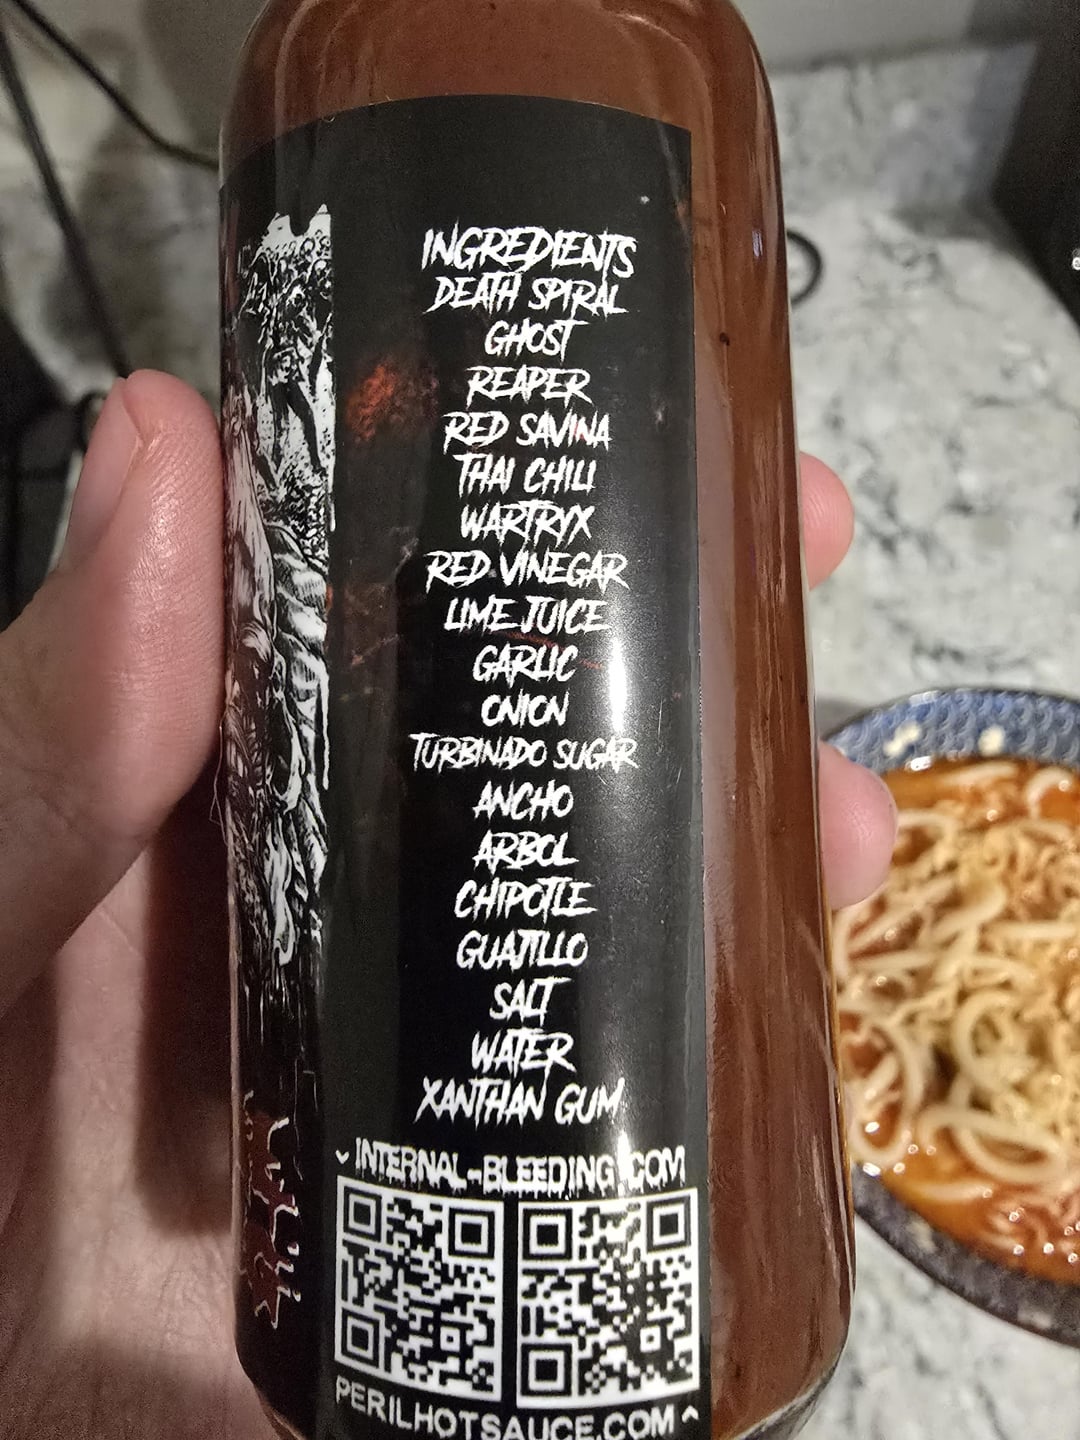 INGREDIENTS
DEATH SPIRAL
GHOST
REAPER
RED SAVINA
THAI CHILI
WARTRYX
RED VINEGAR
LIME JUICE
GARLIC
ONION
TURBINADO SUGAR
ANCHO
ARBOL
CHIPOTLE
GUAJILLO
SALT
WATER
XANTHAN GUM
INTERNAL-BLEEDING.COM
PERILHOTSAUCE.COM